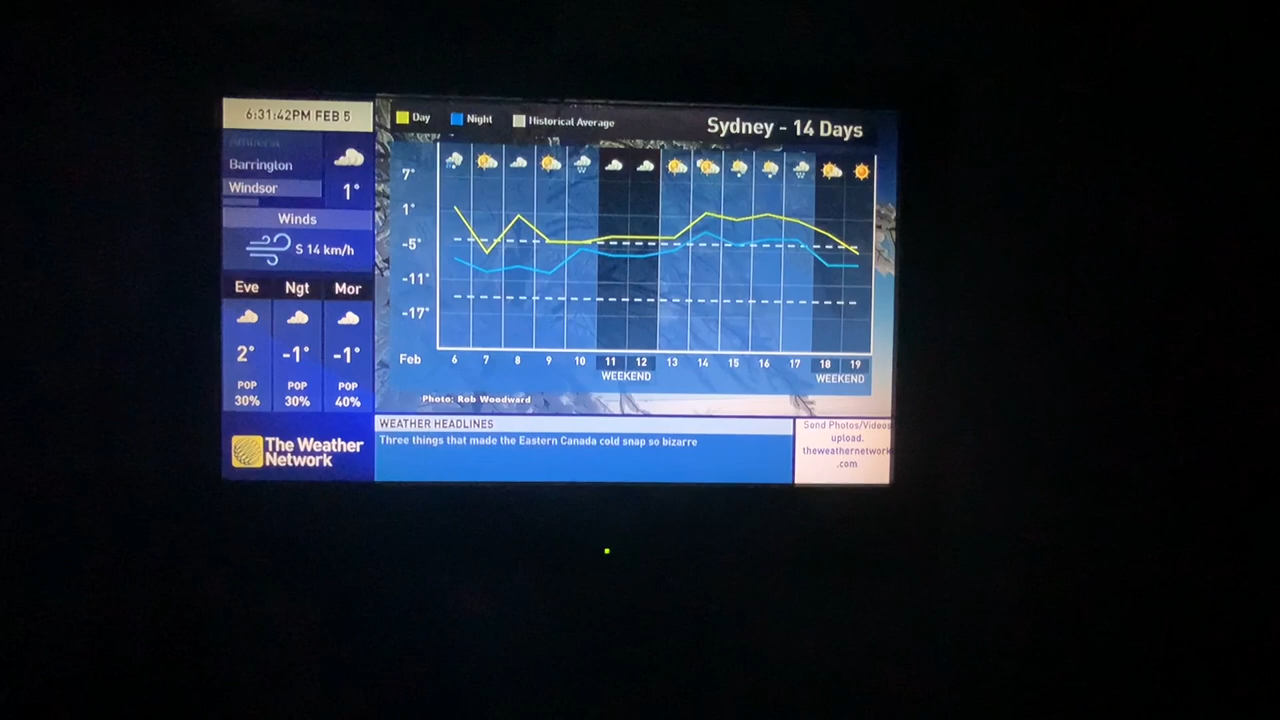 6:31:42PM FEB 5
Barrington
Windsor
1°
Winds
S 14 km/h
Eve Ngt Mor
2° -1° -1°
POP POP POP
30% 30% 40%
The Weather
Network
Day Night Historical Average
Sydney - 14 Days
7°
1°
-5°
-11°
-17°
Feb 6 7 8 9 10 11 12 13 14 15 16 17 18 19
WEEKEND WEEKEND
Photo: Rob Woodward
WEATHER HEADLINES
Three things that made the Eastern Canada cold snap so bizarre
Send Photos/Videos
upload.
theweathernetwork
.com